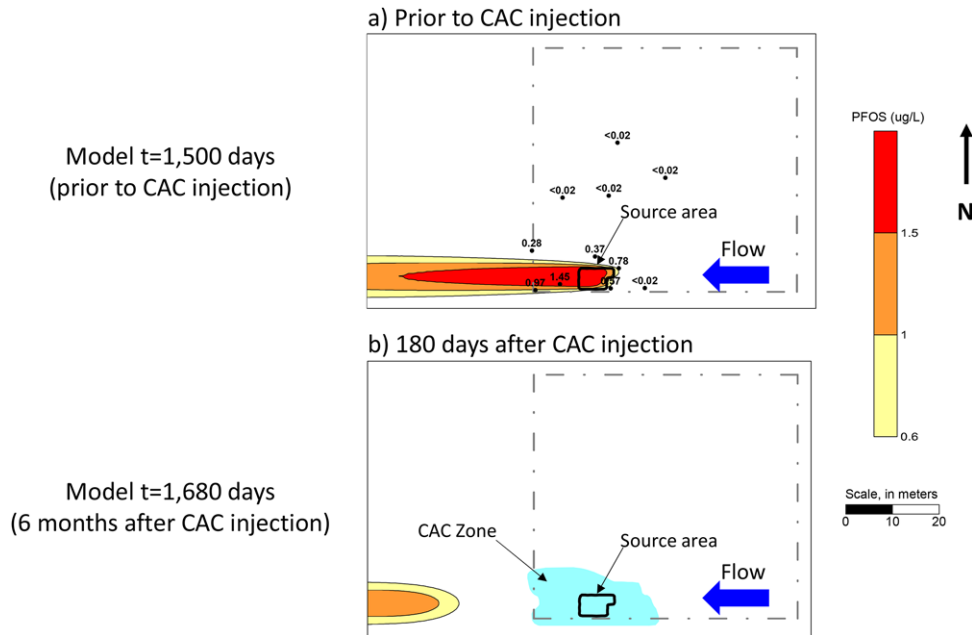 a) Prior to CAC injection
Model t=1,500 days
(prior to CAC injection)
<0.02
<0.02
<0.02
<0.02
Source area
0.28
0.37
0.78
Flow
1.45
0.97
0.57
<0.02
PFOS (ug/L)
1.5
1
0.6
N
b) 180 days after CAC injection
Model t=1,680 days
(6 months after CAC injection)
CAC Zone
Source area
Flow
Scale, in meters
0 10 20